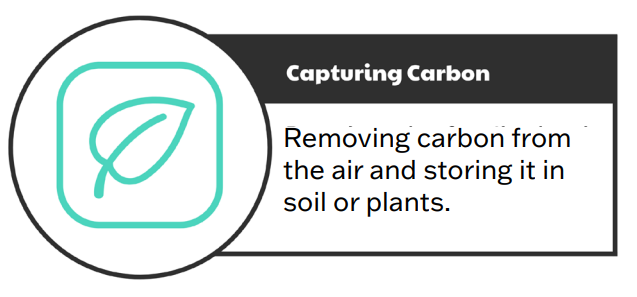 Capturing Carbon
Removing carbon from
the air and storing it in
soil or plants.